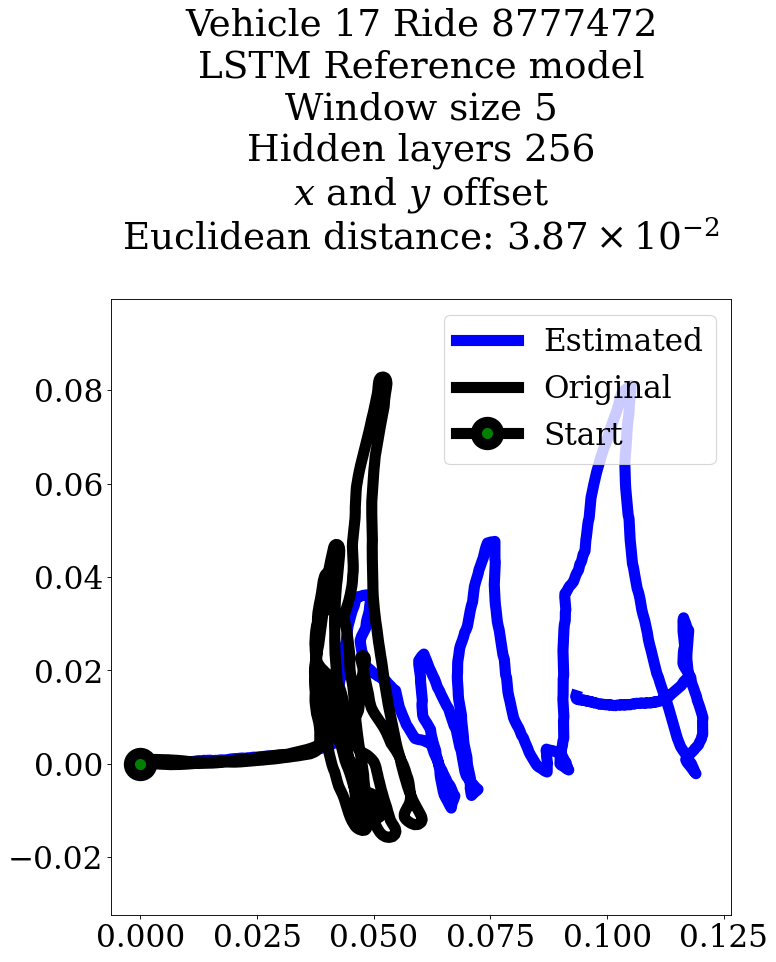 Vehicle 17 Ride 8777472
LSTM Reference model
Window size 5
Hidden layers 256
x and y offset
Euclidean distance: 3.87 × 10⁻²
Estimated
Original
Start
0.08
0.06
0.04
0.02
0.00
−0.02
0.000 0.025 0.050 0.075 0.100 0.125